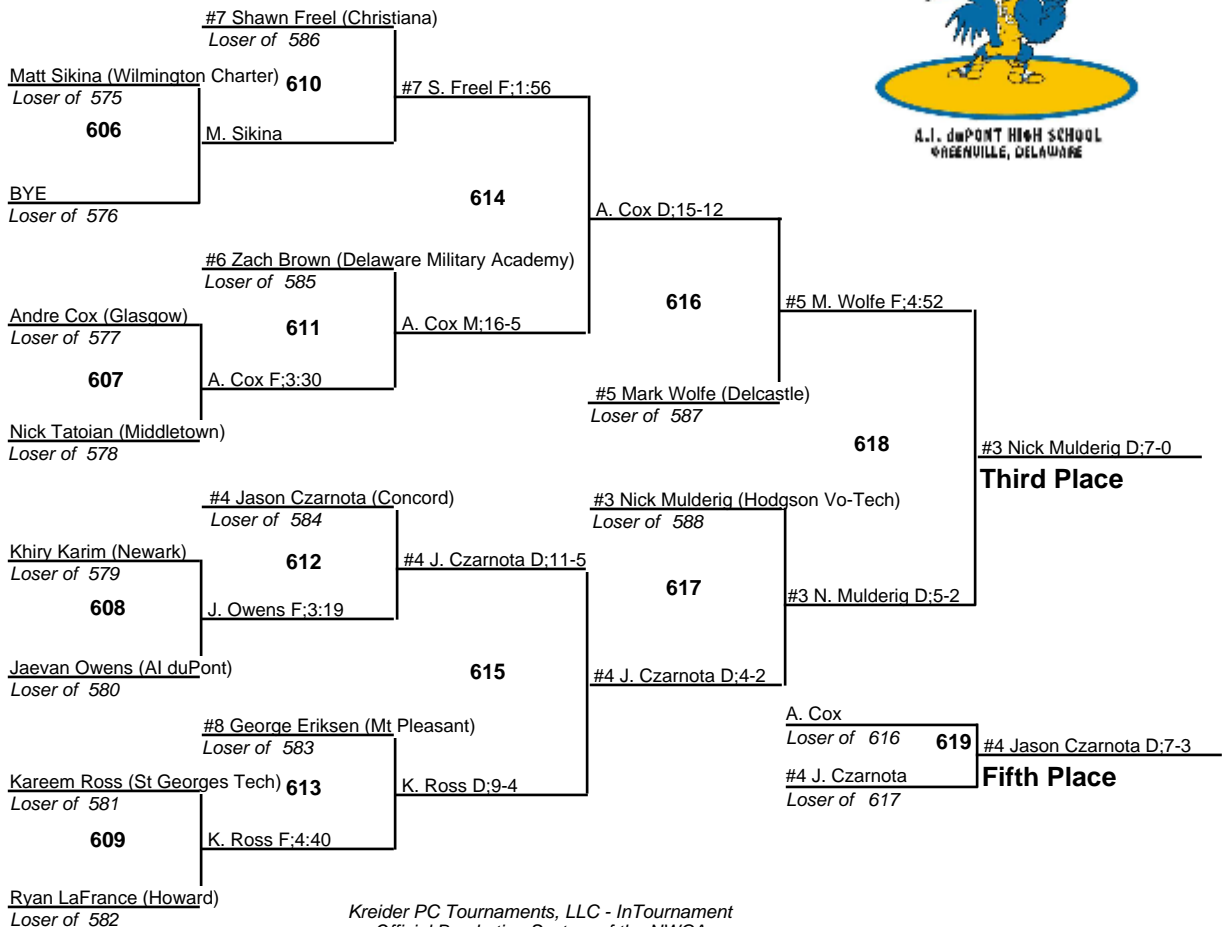 #7 Shawn Freel (Christiana)
Loser of 586
Matt Sikina (Wilmington Charter)
Loser of 575
610
#7 S. Freel F;1:56
606
M. Sikina
BYE
Loser of 576
614
A. Cox D;15-12
#6 Zach Brown (Delaware Military Academy)
Loser of 585
Andre Cox (Glasgow)
Loser of 577
611
A. Cox M;16-5
616
#5 M. Wolfe F;4:52
607
A. Cox F;3:30
#5 Mark Wolfe (Delcastle)
Loser of 587
Nick Tatoian (Middletown)
Loser of 578
618
#3 Nick Mulderig D;7-0
Third Place
#4 Jason Czarnota (Concord)
Loser of 584
#3 Nick Mulderig (Hodgson Vo-Tech)
Loser of 588
Khiry Karim (Newark)
Loser of 579
612
#4 J. Czarnota D;11-5
608
J. Owens F;3:19
617
#3 N. Mulderig D;5-2
Jaevan Owens (AI duPont)
Loser of 580
615
#4 J. Czarnota D;4-2
#8 George Eriksen (Mt Pleasant)
Loser of 583
A. Cox
Loser of 616
619
#4 Jason Czarnota D;7-3
Fifth Place
#4 J. Czarnota
Loser of 617
Kareem Ross (St Georges Tech)
Loser of 581
613
K. Ross D;9-4
609
K. Ross F;4:40
Ryan LaFrance (Howard)
Loser of 582
A.I. duPONT HIGH SCHOOL
GREENVILLE, DELAWARE
Kreider PC Tournaments, LLC - InTournament